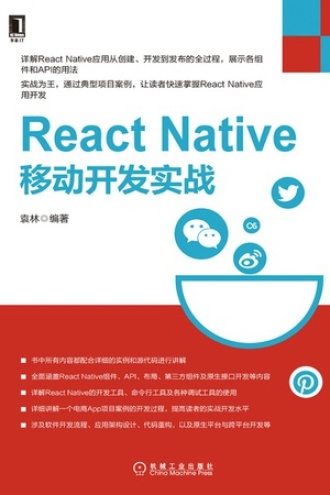 详解React Native应用从创建、开发到发布的全过程，展示各组
件和API的用法
实战为王，通过典型项目案例，让读者快速掌握React Native应
用开发
React Native
移动开发实战
袁林◎编著
书中所有内容都配合详细的实例和源代码进行讲解
全面涵盖React Native组件、API、布局、第三方组件及原生接口开发等内容
详解React Native的开发工具、命令行工具及各种调试工具的使用
详细讲解一个电商App项目案例的开发过程，提高读者的实战开发水平
涉及软件开发流程、应用架构设计、代码重构，以及原生平台与跨平台开发等
机械工业出版社
China Machine Press